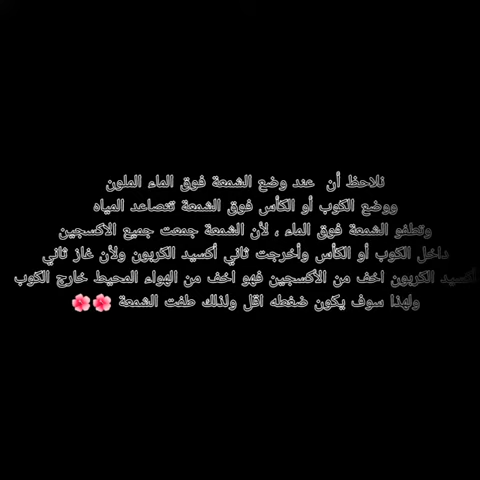 نلاحظ أن عند وضع الشمعة فوق الماء الملون
ووضع الكوب أو الكأس فوق الشمعة تتصاعد المياه
وتطفو الشمعة فوق الماء ، لأن الشمعة جمعت جميع الاكسجين
داخل الكوب أو الكأس وأخرجت ثاني أكسيد الكربون ولأن غاز ثاني
أكسيد الكربون اخف من الأكسجين فهو اخف من الهواء المحيط خارج الكوب
ولهذا سوف يكون ضغطه اقل ولذلك طفت الشمعة 🌸🌸